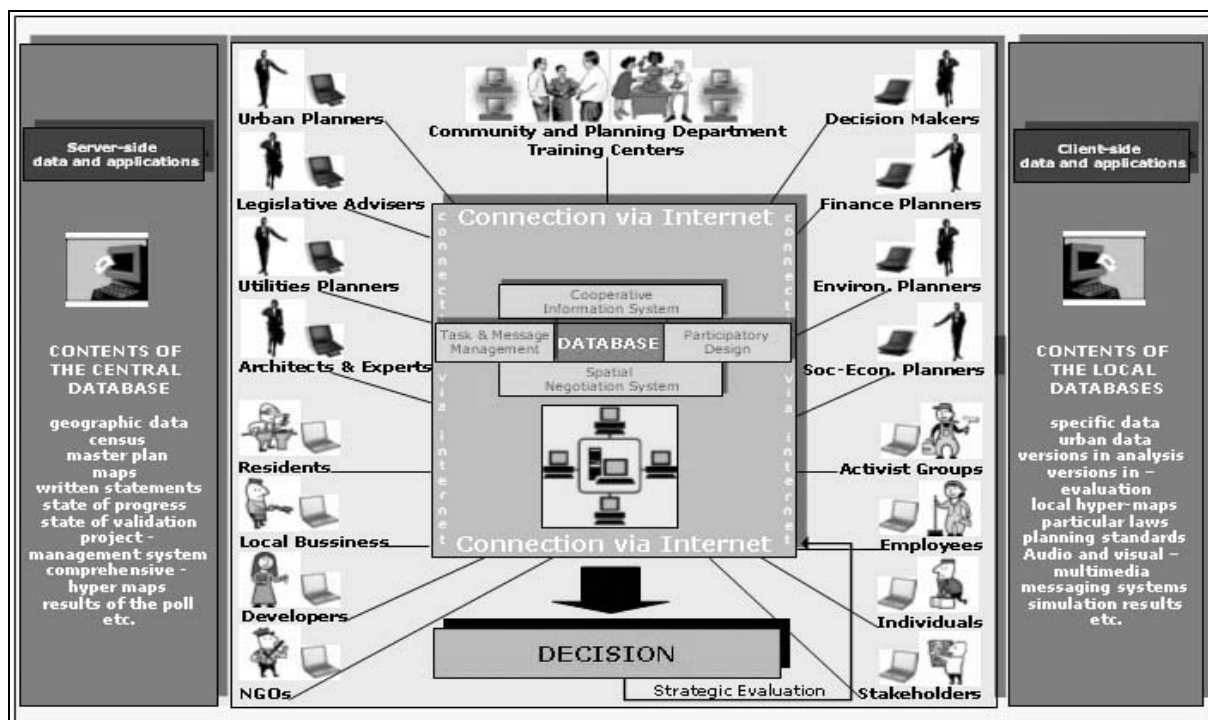 Server-side
data and applications
CONTENTS OF
THE CENTRAL
DATABASE
geographic data
census
master plan
maps
written statements
state of progress
state of validation
project -
management system
comprehensive -
hyper maps
results of the poll
etc.
Urban Planners
Legislative Advisers
Utilities Planners
Architects & Experts
Residents
Local Bussiness
Developers
NGOs
Community and Planning Department
Training Centers
Connection via Internet
connect. via internet
connect. via internet
Cooperative
Information System
Task & Message
Management
DATABASE
Participatory
Design
Spatial
Negotiation System
Connection via Internet
DECISION
Strategic Evaluation
Decision Makers
Finance Planners
Environ. Planners
Soc-Econ. Planners
Activist Groups
Employees
Individuals
Stakeholders
Client-side
data and applications
CONTENTS OF
THE LOCAL
DATABASES
specific data
urban data
versions in analysis
versions in –
evaluation
local hyper-maps
particular laws
planning standards
Audio and visual –
multimedia
messaging systems
simulation results
etc.